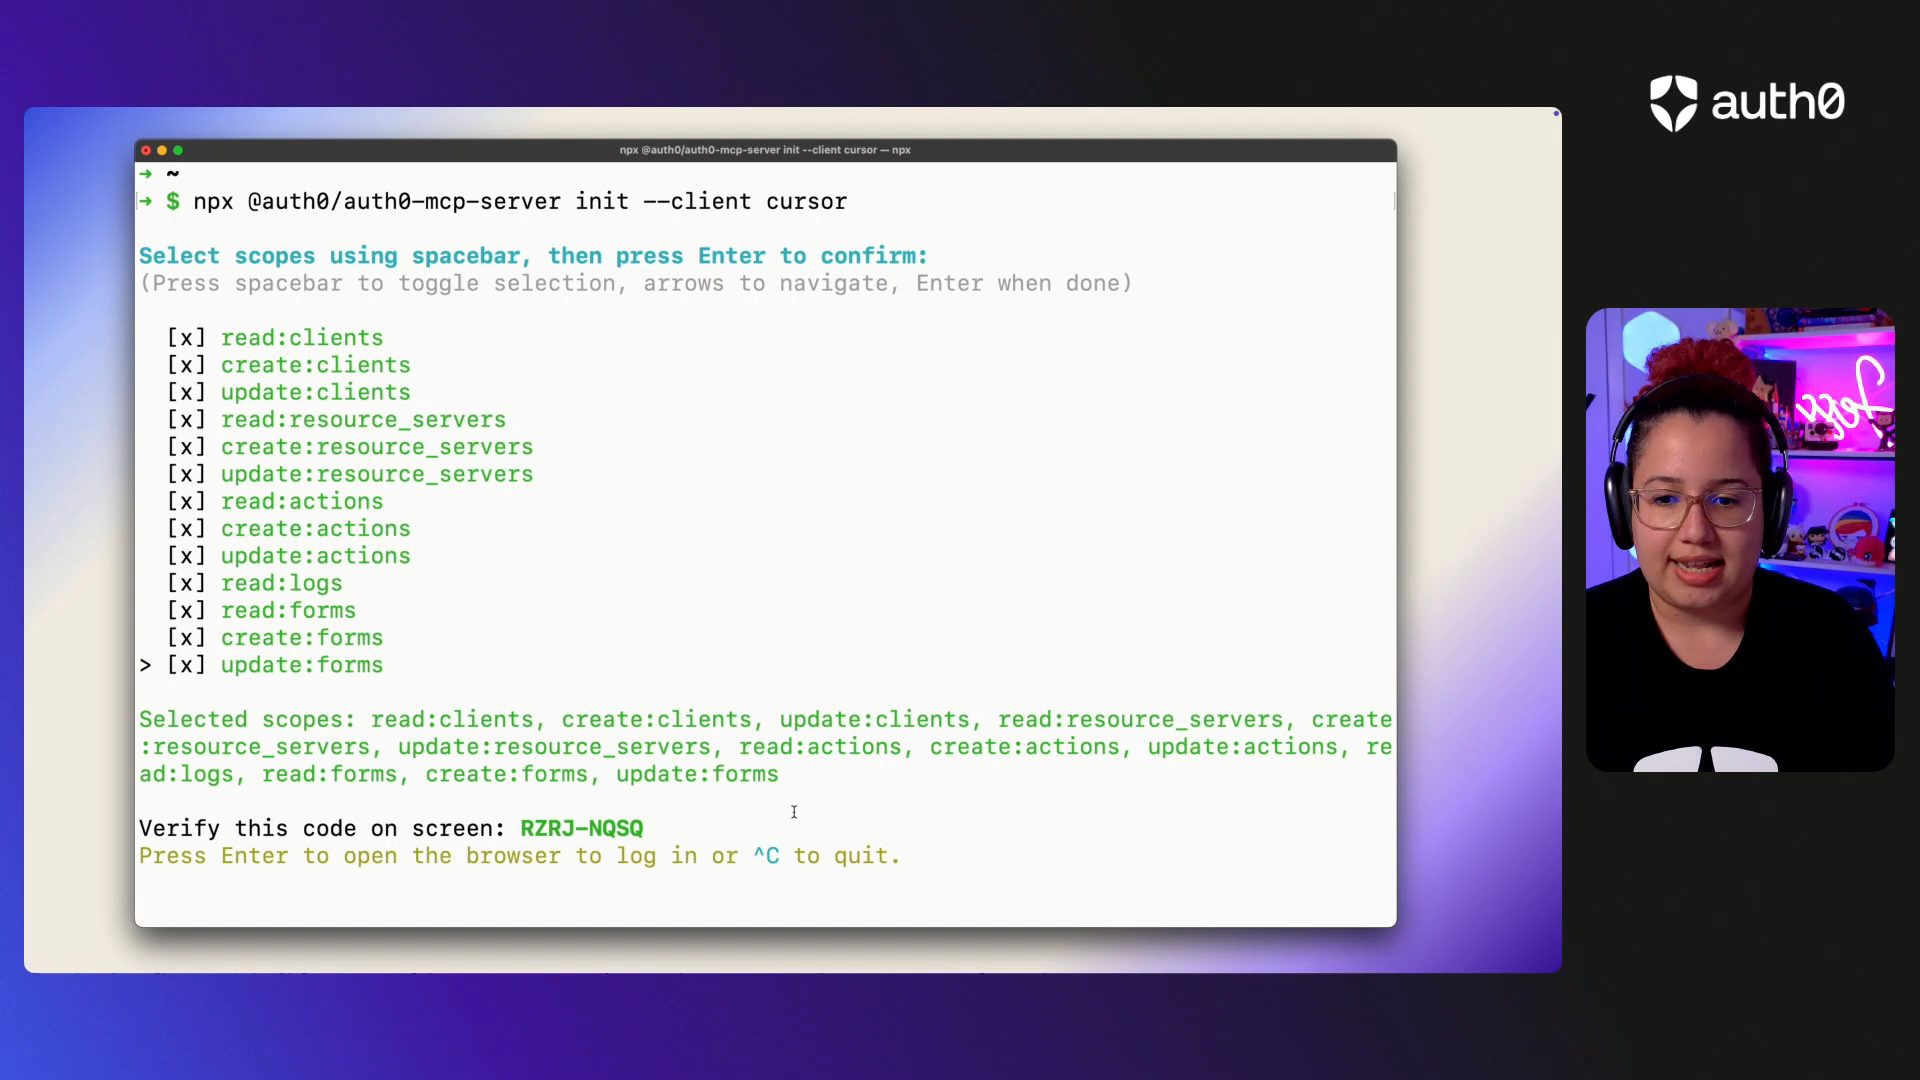 auth0
npx @auth0/auth0-mcp-server init --client cursor — npx
→ ~
→ $ npx @auth0/auth0-mcp-server init --client cursor
Select scopes using spacebar, then press Enter to confirm:
(Press spacebar to toggle selection, arrows to navigate, Enter when done)
[x] read:clients
[x] create:clients
[x] update:clients
[x] read:resource_servers
[x] create:resource_servers
[x] update:resource_servers
[x] read:actions
[x] create:actions
[x] update:actions
[x] read:logs
[x] read:forms
[x] create:forms
> [x] update:forms
Selected scopes: read:clients, create:clients, update:clients, read:resource_servers, create
:resource_servers, update:resource_servers, read:actions, create:actions, update:actions, re
ad:logs, read:forms, create:forms, update:forms
Verify this code on screen: RZRJ-NQSQ
Press Enter to open the browser to log in or ^C to quit.
Jess